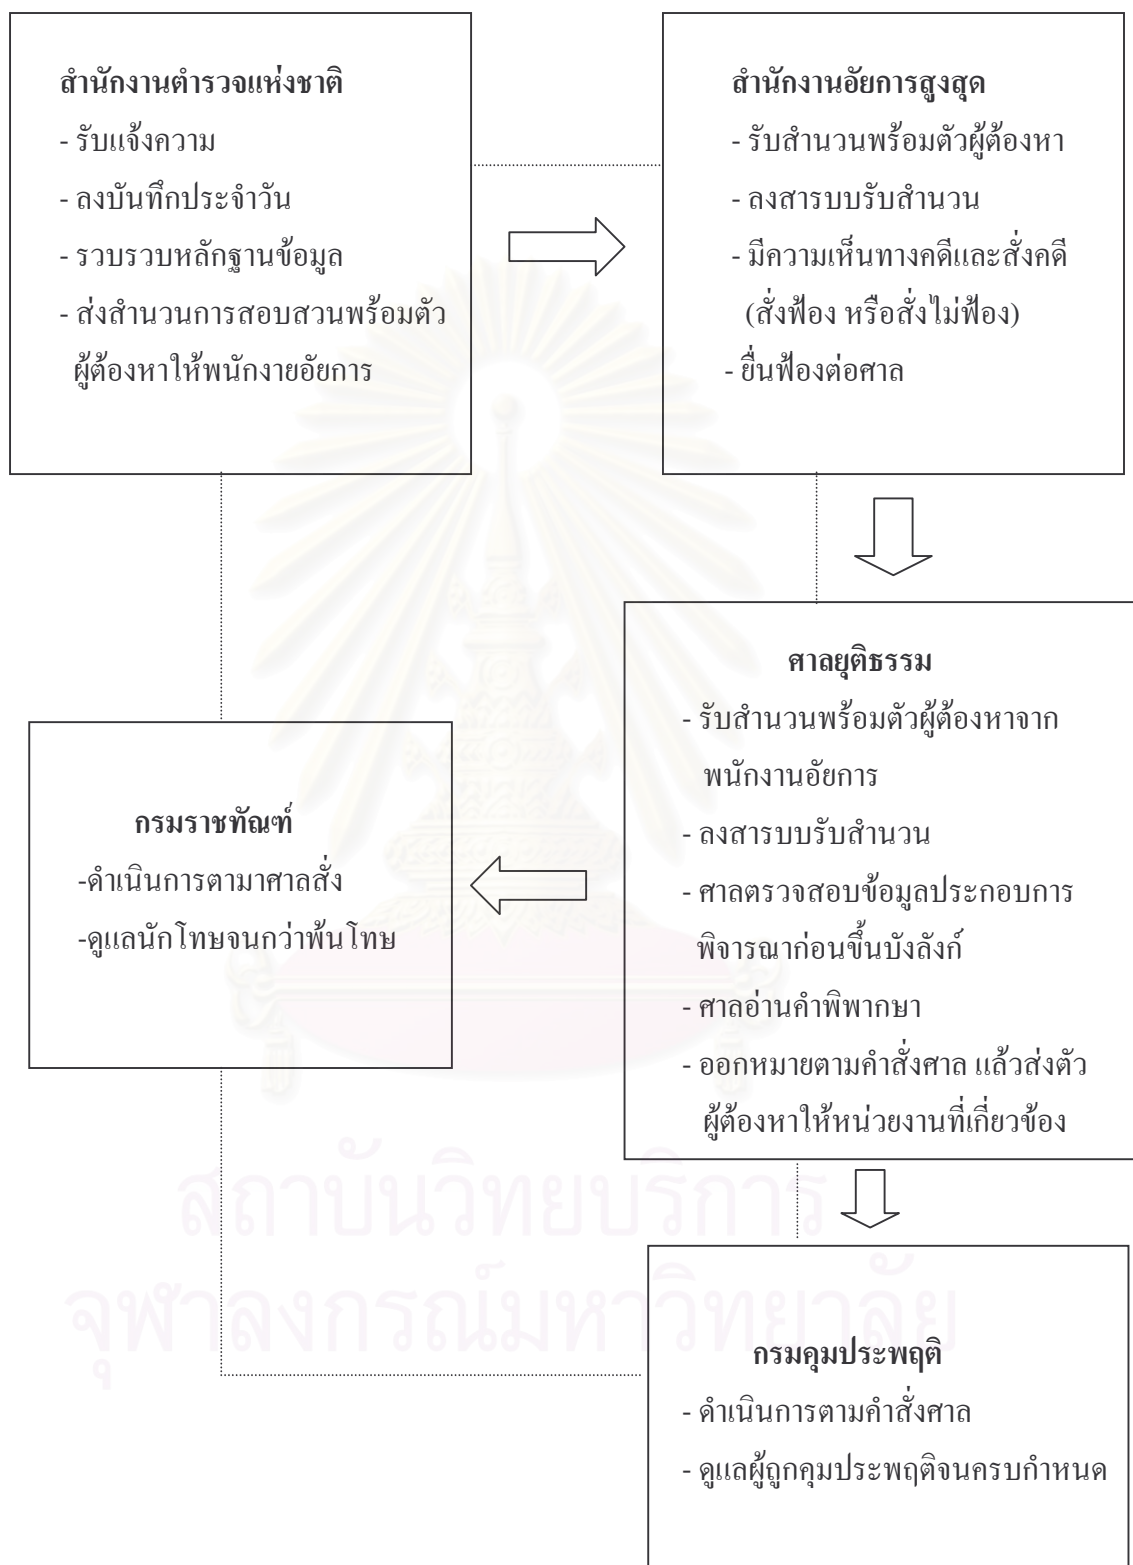 สำนักงานตำรวจแห่งชาติ
- รับแจ้งความ
- ลงบันทึกประจำวัน
- รวบรวบหลักฐานข้อมูล
- ส่งสำนวนการสอบสวนพร้อมตัว
ผู้ต้องหาให้พนักงายอัยการ
สำนักงานอัยการสูงสุด
- รับสำนวนพร้อมตัวผู้ต้องหา
- ลงสารบบรับสำนวน
- มีความเห็นทางคดีและสั่งคดี
(สั่งฟ้อง หรือสั่งไม่ฟ้อง)
- ยื่นฟ้องต่อศาล
ศาลยุติธรรม
- รับสำนวนพร้อมตัวผู้ต้องหาจาก
พนักงานอัยการ
- ลงสารบบรับสำนวน
- ศาลตรวจสอบข้อมูลประกอบการ
พิจารณาก่อนขึ้นบังลังก์
- ศาลอ่านคำพิพากษา
- ออกหมายตามคำสั่งศาล แล้วส่งตัว
ผู้ต้องหาให้หน่วยงานที่เกี่ยวข้อง
กรมราชทัณฑ์
-ดำเนินการตามาศาลสั่ง
-ดูแลนักโทษจนกว่าพ้นโทษ
กรมคุมประพฤติ
- ดำเนินการตามคำสั่งศาล
- ดูแลผู้ถูกคุมประพฤติจนครบกำหนด
สถาบันวิทยบริการ
จุฬาลงกรณ์มหาวิทยาลัย